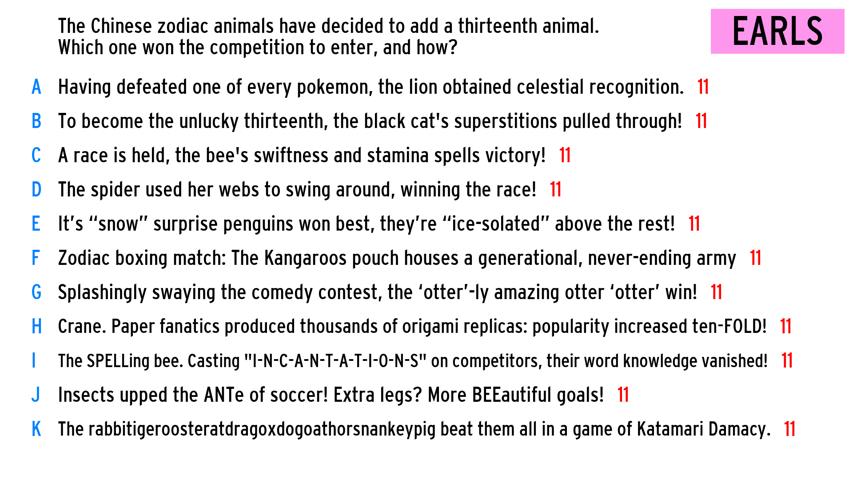 The Chinese zodiac animals have decided to add a thirteenth animal.
Which one won the competition to enter, and how?
EARLS
A Having defeated one of every pokemon, the lion obtained celestial recognition. 11
B To become the unlucky thirteenth, the black cat's superstitions pulled through! 11
C A race is held, the bee's swiftness and stamina spells victory! 11
D The spider used her webs to swing around, winning the race! 11
E It's “snow” surprise penguins won best, they're “ice-solated” above the rest! 11
F Zodiac boxing match: The Kangaroos pouch houses a generational, never-ending army 11
G Splashingly swaying the comedy contest, the ‘otter’-ly amazing otter ‘otter’ win! 11
H Crane. Paper fanatics produced thousands of origami replicas: popularity increased ten-FOLD! 11
I The SPELLing bee. Casting "I-N-C-A-N-T-A-T-I-O-N-S" on competitors, their word knowledge vanished! 11
J Insects upped the ANTe of soccer! Extra legs? More BEEautiful goals! 11
K The rabbitigeroosteratdragoxdogoathorsnankeypig beat them all in a game of Katamari Damacy. 11